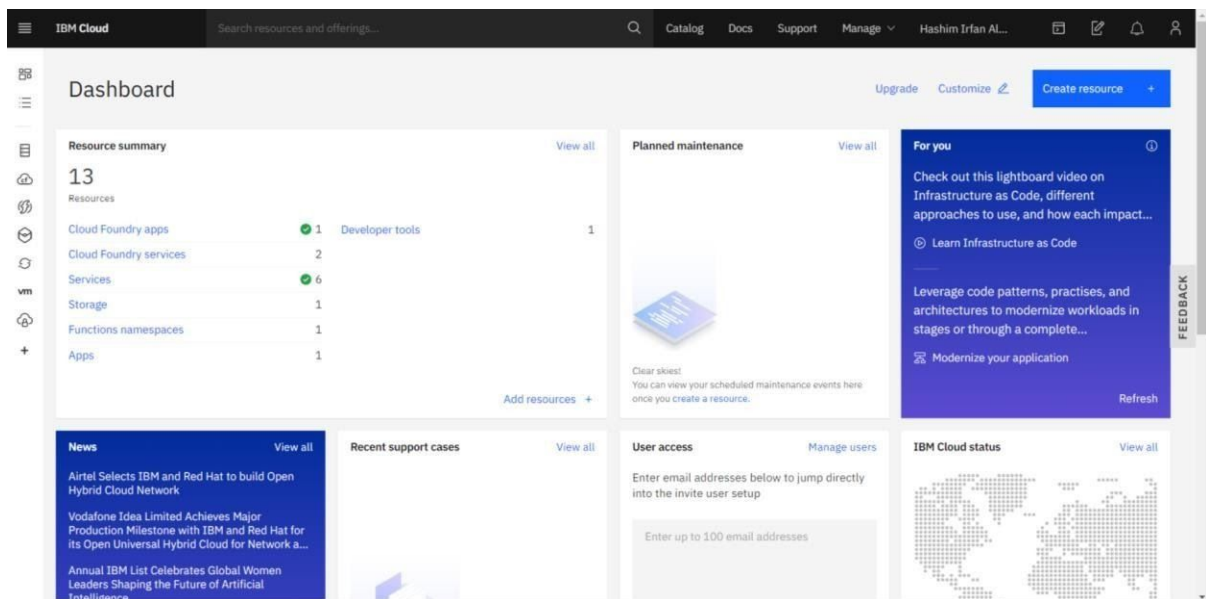 IBM Cloud
Search resources and offerings...
Catalog
Docs
Support
Manage
Hashim Irfan Al...
Dashboard
Upgrade
Customize
Create resource +
Resource summary
View all
13
Resources
Cloud Foundry apps 1
Developer tools 1
Cloud Foundry services 2
Services 6
Storage 1
Functions namespaces 1
Apps 1
Add resources +
Planned maintenance
View all
Clear skies!
You can view your scheduled maintenance events here
once you create a resource.
For you
Check out this lightboard video on
Infrastructure as Code, different
approaches to use, and how each impact...
Learn Infrastructure as Code
Leverage code patterns, practises, and
architectures to modernize workloads in
stages or through a complete...
Modernize your application
Refresh
FEEDBACK
vm
+
News
View all
Airtel Selects IBM and Red Hat to build Open
Hybrid Cloud Network
Vodafone Idea Limited Achieves Major
Production Milestone with IBM and Red Hat for
its Open Universal Hybrid Cloud for Network a...
Annual IBM List Celebrates Global Women
Leaders Shaping the Future of Artificial
Intelligence
Recent support cases
View all
User access
Manage users
Enter email addresses below to jump directly
into the invite user setup
Enter up to 100 email addresses
IBM Cloud status
View all